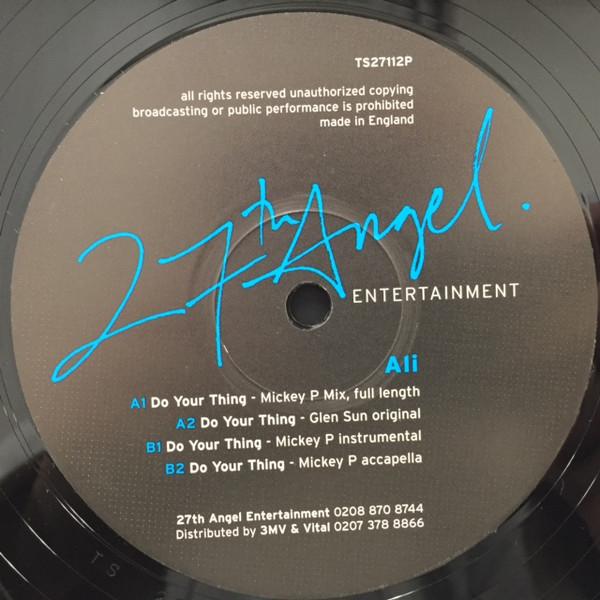 TS27112P
all rights reserved unauthorized copying
broadcasting or public performance is prohibited
made in England
27th Angel.
ENTERTAINMENT
Ali
A1 Do Your Thing - Mickey P Mix, full length
A2 Do Your Thing - Glen Sun original
B1 Do Your Thing - Mickey P instrumental
B2 Do Your Thing - Mickey P accapella
27th Angel Entertainment 0208 870 8744
Distributed by 3MV & Vital 0207 378 8866
TS